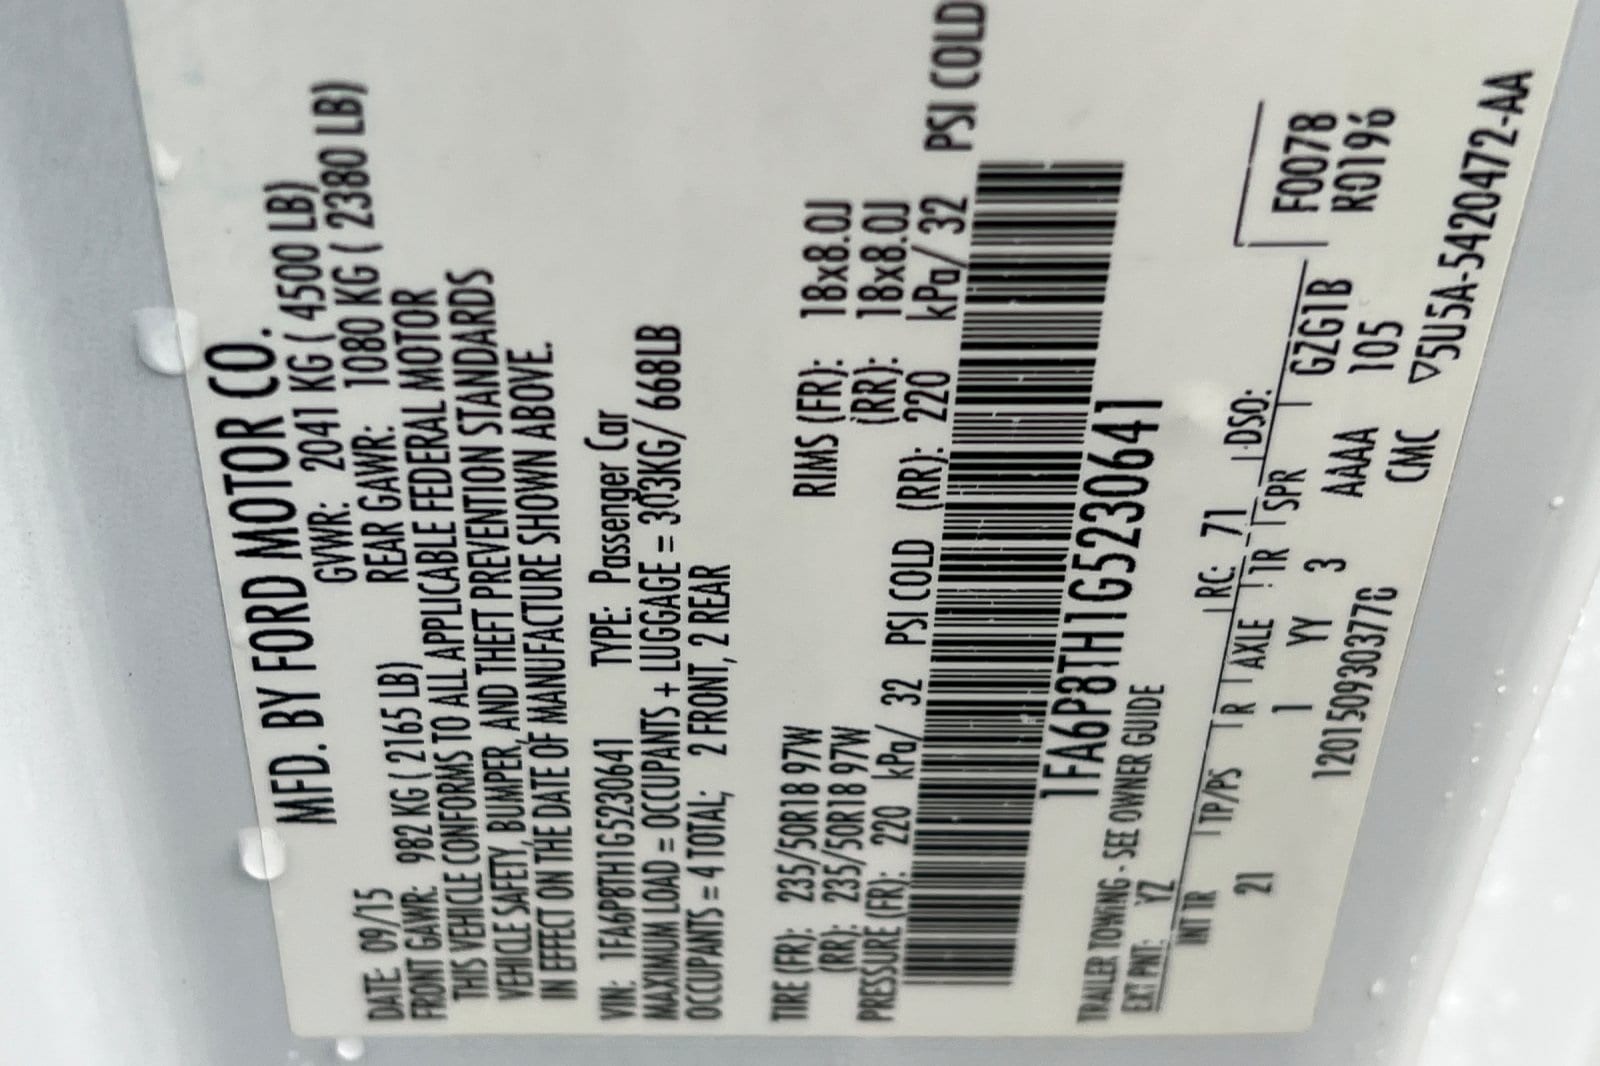 MFD. BY FORD MOTOR CO.
DATE: 09/15 GVWR: 2041 KG ( 4500 LB)
FRONT GAWR: 982 KG ( 2165 LB) REAR GAWR: 1080 KG ( 2380 LB)
THIS VEHICLE CONFORMS TO ALL APPLICABLE FEDERAL MOTOR
VEHICLE SAFETY, BUMPER, AND THEFT PREVENTION STANDARDS
IN EFFECT ON THE DATE OF MANUFACTURE SHOWN ABOVE.
VIN: 1FA6P8TH1G5230641 TYPE: Passenger Car
MAXIMUM LOAD = OCCUPANTS + LUGGAGE = 303KG/ 668LB
OCCUPANTS = 4 TOTAL; 2 FRONT, 2 REAR
TIRE (FR): 235/50R18 97W RIMS (FR): 18x8.0J
(RR): 235/50R18 97W (RR): 18x8.0J
PRESSURE (FR): 220 kPa/ 32 PSI COLD (RR): 220 kPa/ 32 PSI COLD
1FA6P8TH1G5230641
TRAILER TOWING - SEE OWNER GUIDE
EXT PNT: YZ RC: 71 DSO:
INT TR TP/PS R AXLE TR SPR GZG1B F0078
21 1 YY 3 AAAA 105 R0196
1201509303776 CMC ▽5U5A-5420472-AA